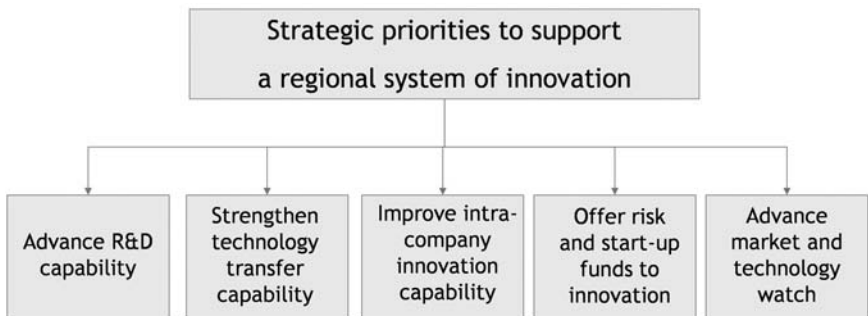 Strategic priorities to support
a regional system of innovation
Advance R&D
capability
Strengthen
technology
transfer
capability
Improve intra-
company
innovation
capability
Offer risk
and start-up
funds to
innovation
Advance
market and
technology
watch